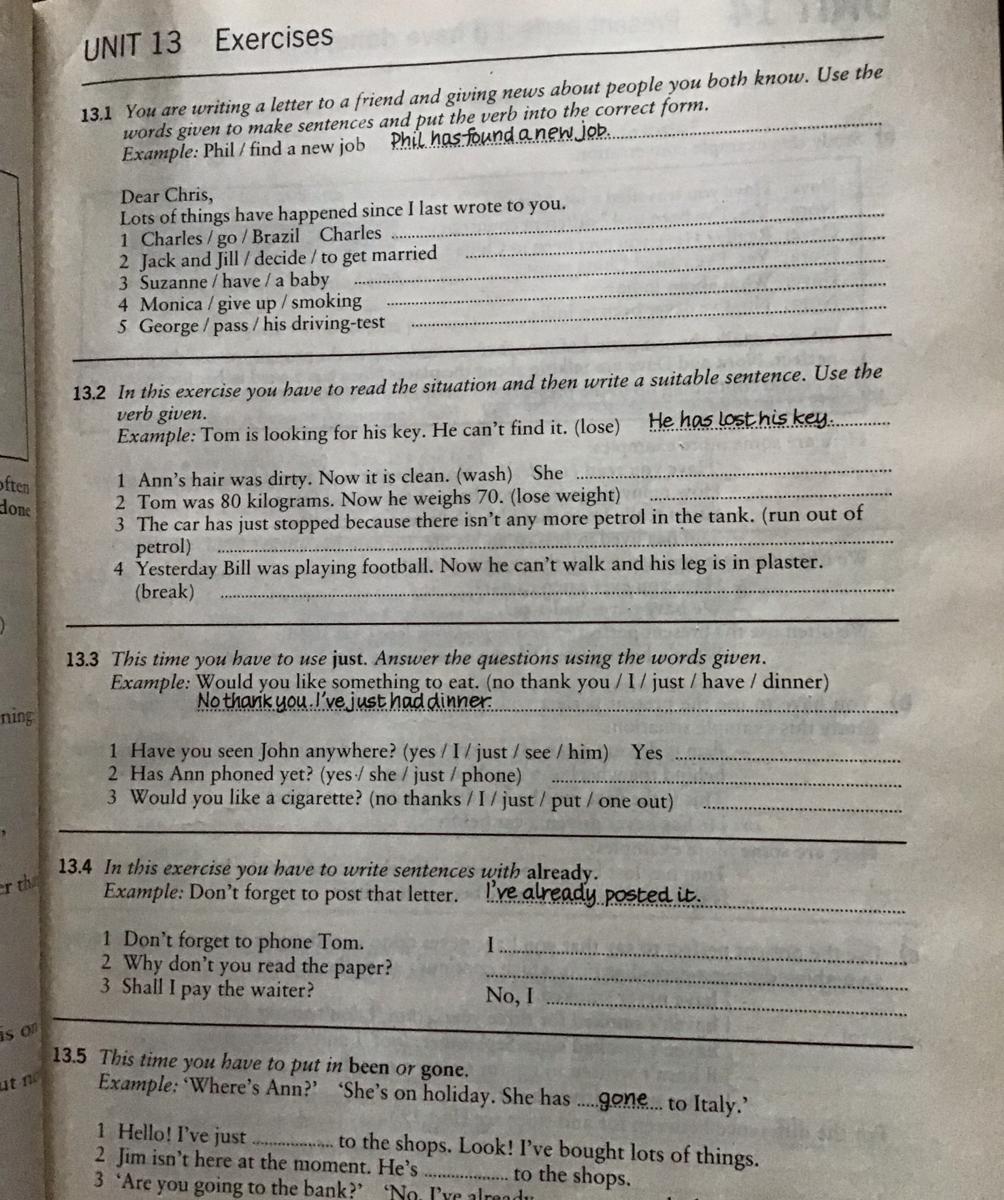 UNIT 13 Exercises
13.1 You are writing a letter to a friend and giving news about people you both know. Use the
words given to make sentences and put the verb into the correct form.
Example: Phil / find a new job Phil has found a new job.
Dear Chris,
Lots of things have happened since I last wrote to you.
1 Charles / go / Brazil Charles
2 Jack and Jill / decide / to get married
3 Suzanne / have / a baby
4 Monica / give up / smoking
5 George / pass / his driving-test
13.2 In this exercise you have to read the situation and then write a suitable sentence. Use the
verb given.
Example: Tom is looking for his key. He can't find it. (lose) He has lost his key.
1 Ann's hair was dirty. Now it is clean. (wash) She
2 Tom was 80 kilograms. Now he weighs 70. (lose weight)
3 The car has just stopped because there isn't any more petrol in the tank. (run out of
petrol)
4 Yesterday Bill was playing football. Now he can't walk and his leg is in plaster.
(break)
13.3 This time you have to use just. Answer the questions using the words given.
Example: Would you like something to eat. (no thank you / I / just / have / dinner)
No thank you. I've just had dinner.
1 Have you seen John anywhere? (yes / I / just / see / him) Yes
2 Has Ann phoned yet? (yes / she / just / phone)
3 Would you like a cigarette? (no thanks / I / just / put / one out)
13.4 In this exercise you have to write sentences with already.
Example: Don't forget to post that letter. I've already posted it.
1 Don't forget to phone Tom. I
2 Why don't you read the paper?
3 Shall I pay the waiter? No, I
13.5 This time you have to put in been or gone.
Example: 'Where's Ann?' 'She's on holiday. She has ....gone... to Italy.'
1 Hello! I've just .................. to the shops. Look! I've bought lots of things.
2 Jim isn't here at the moment. He's .................. to the shops.
3 'Are you going to the bank?' 'No, I've already